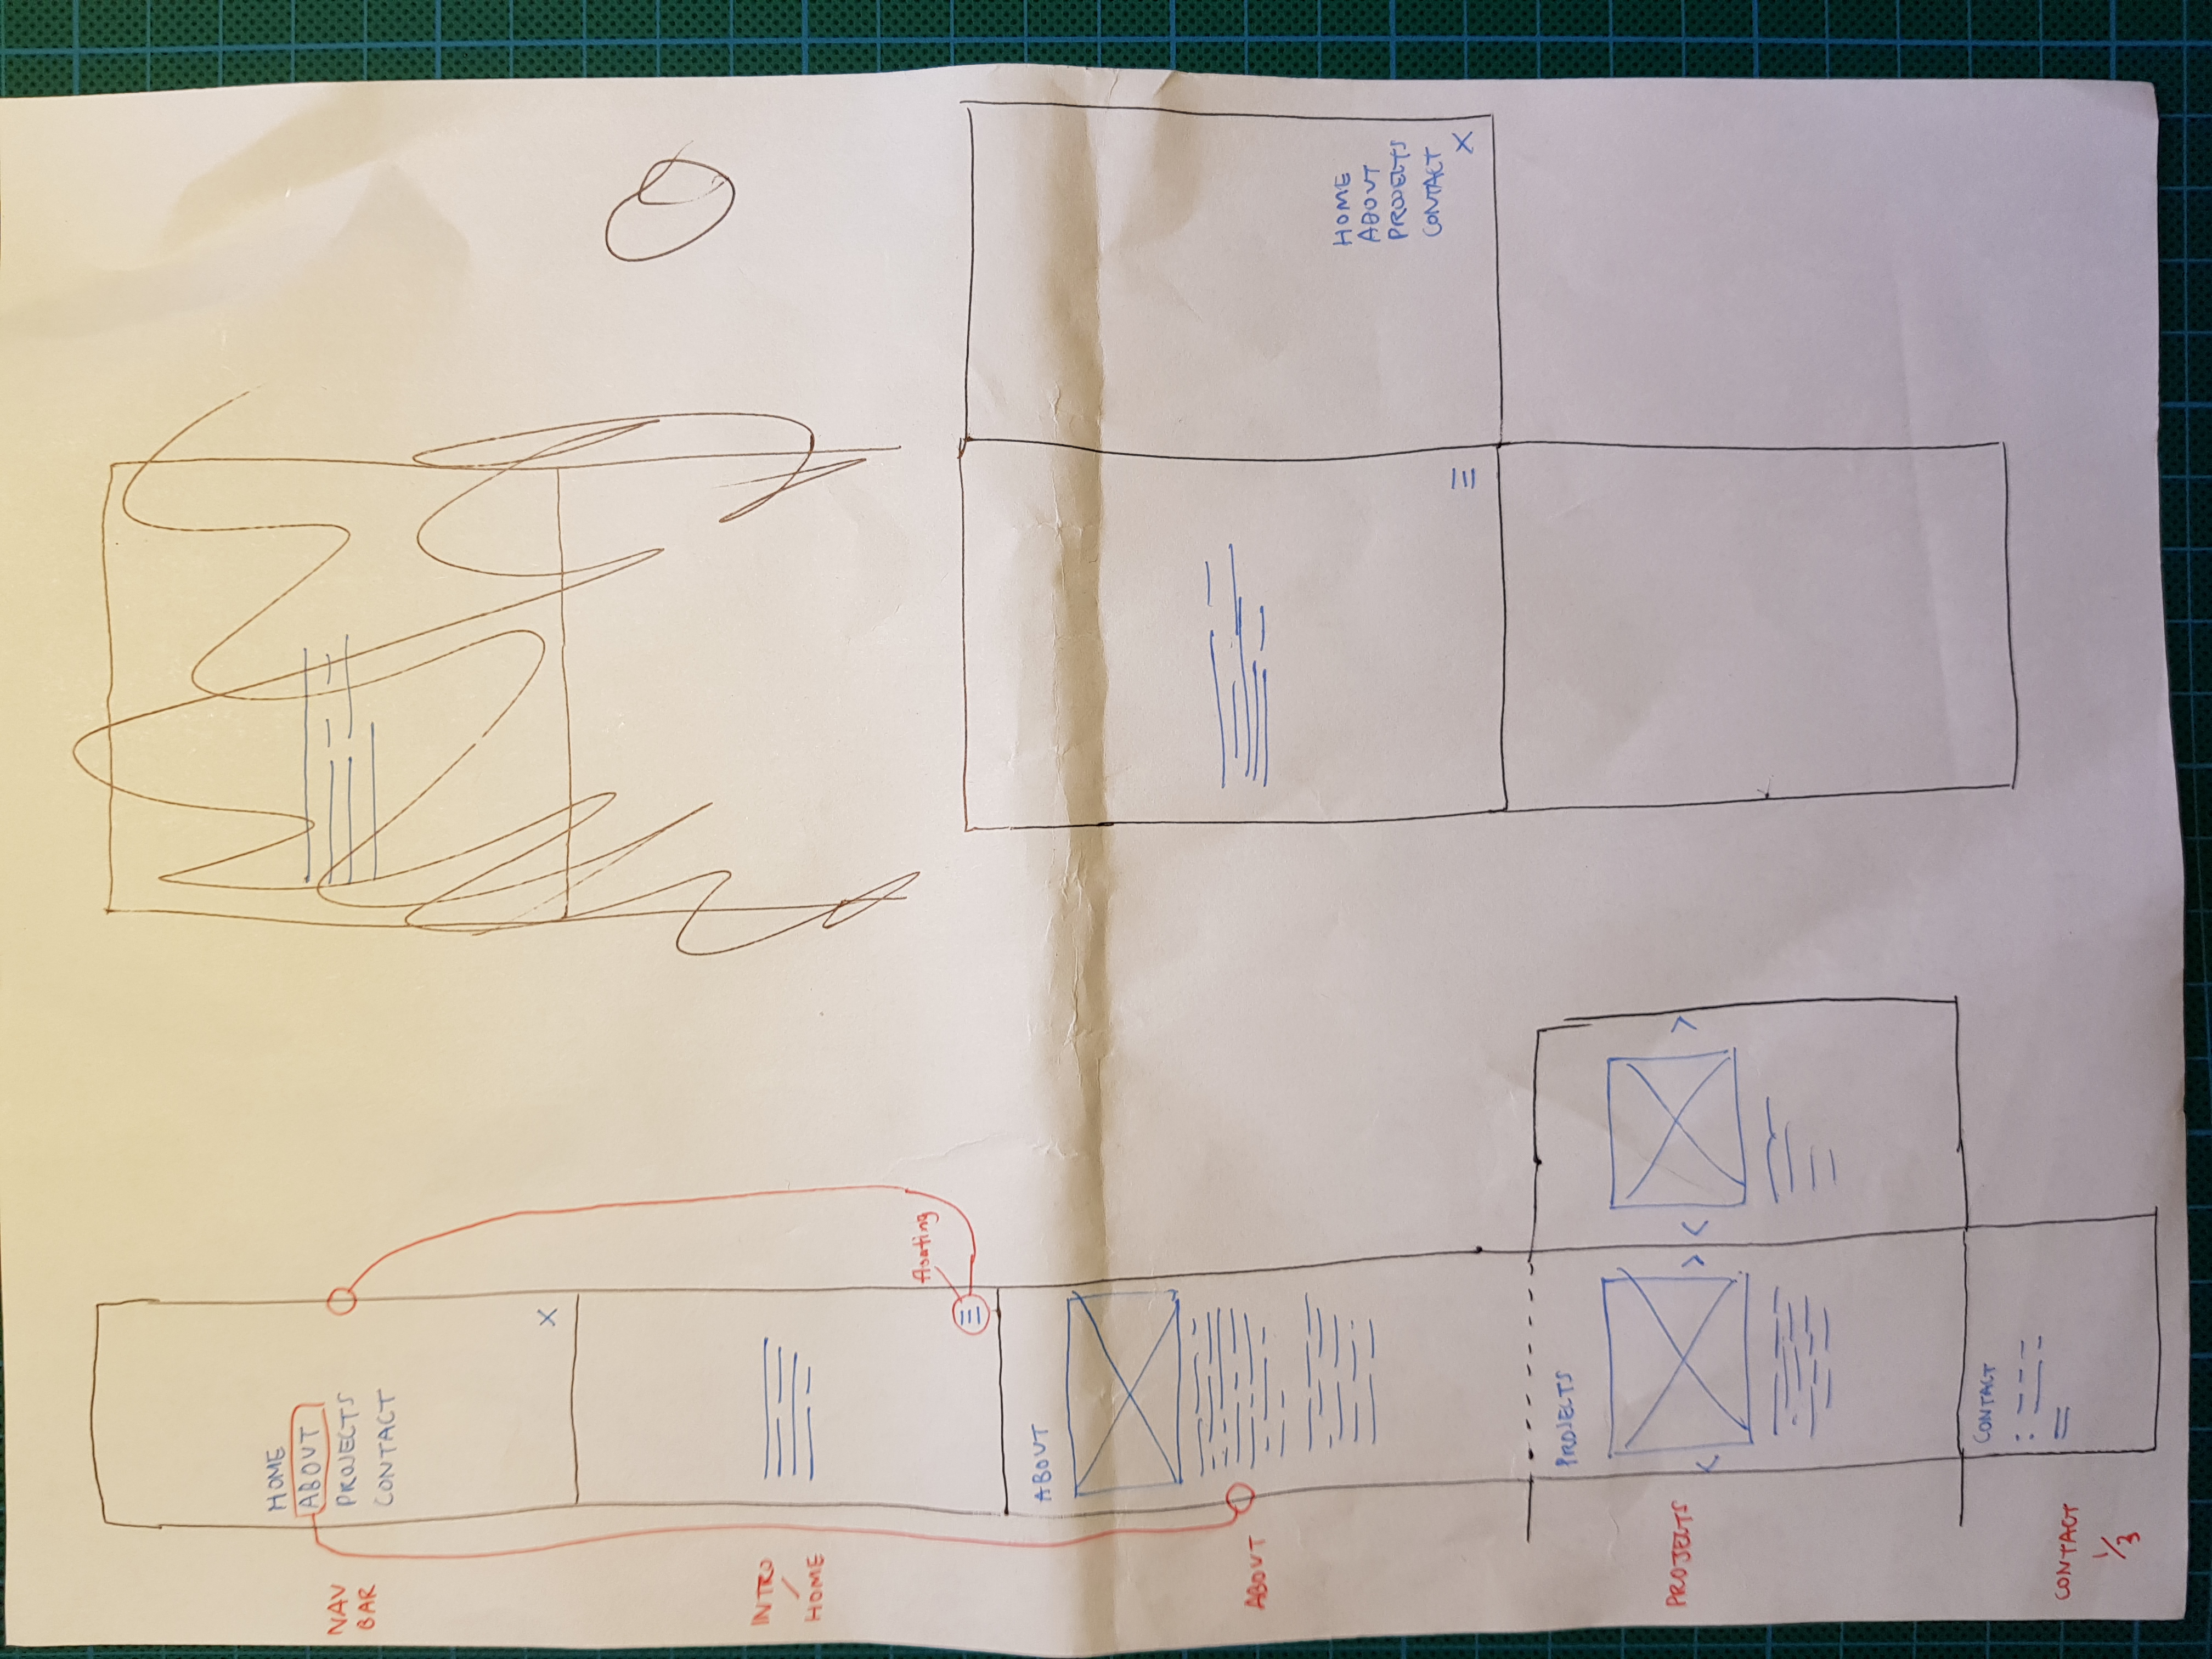 HOME
ABOUT
PROJECTS
CONTACT
NAV
BAR
X
INTRO
/
HOME
floating
ABOUT
ABOUT
PROJECTS
PROJECTS
< > < >
CONTACT
CONTACT
1/3
HOME
ABOUT
PROJECTS
CONTACT
X